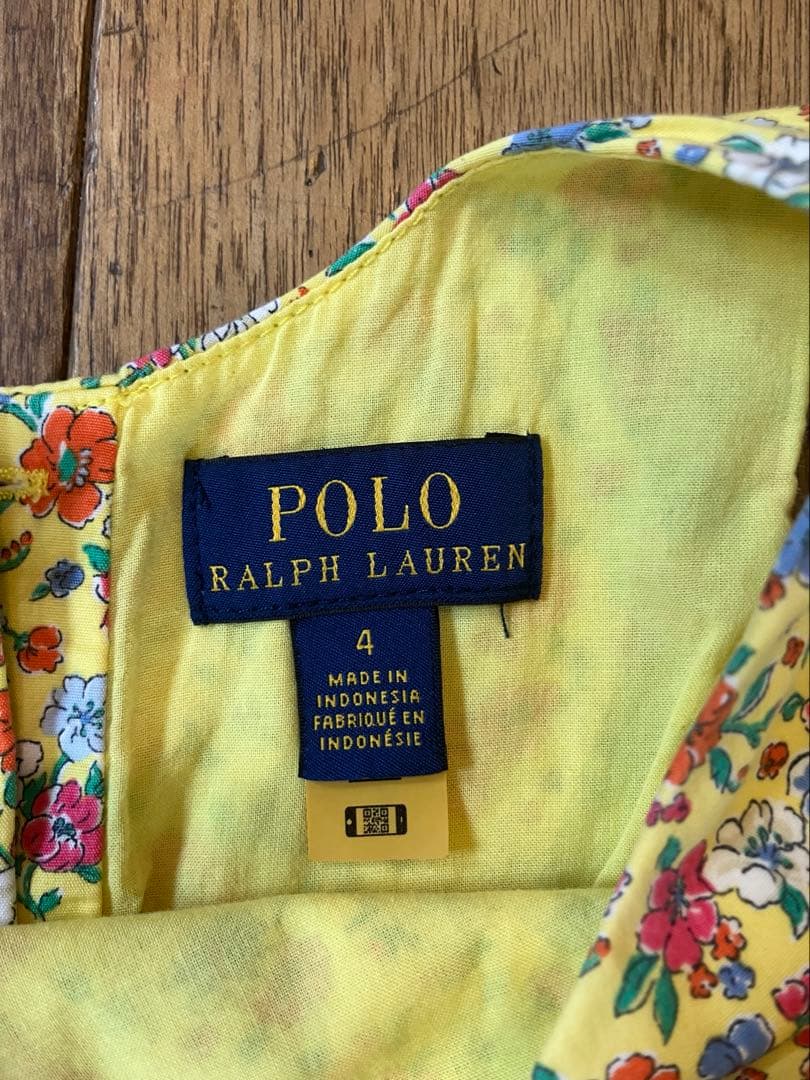 POLO
RALPH LAUREN
4
MADE IN
INDONESIA
FABRIQUÉ EN
INDONÉSIE